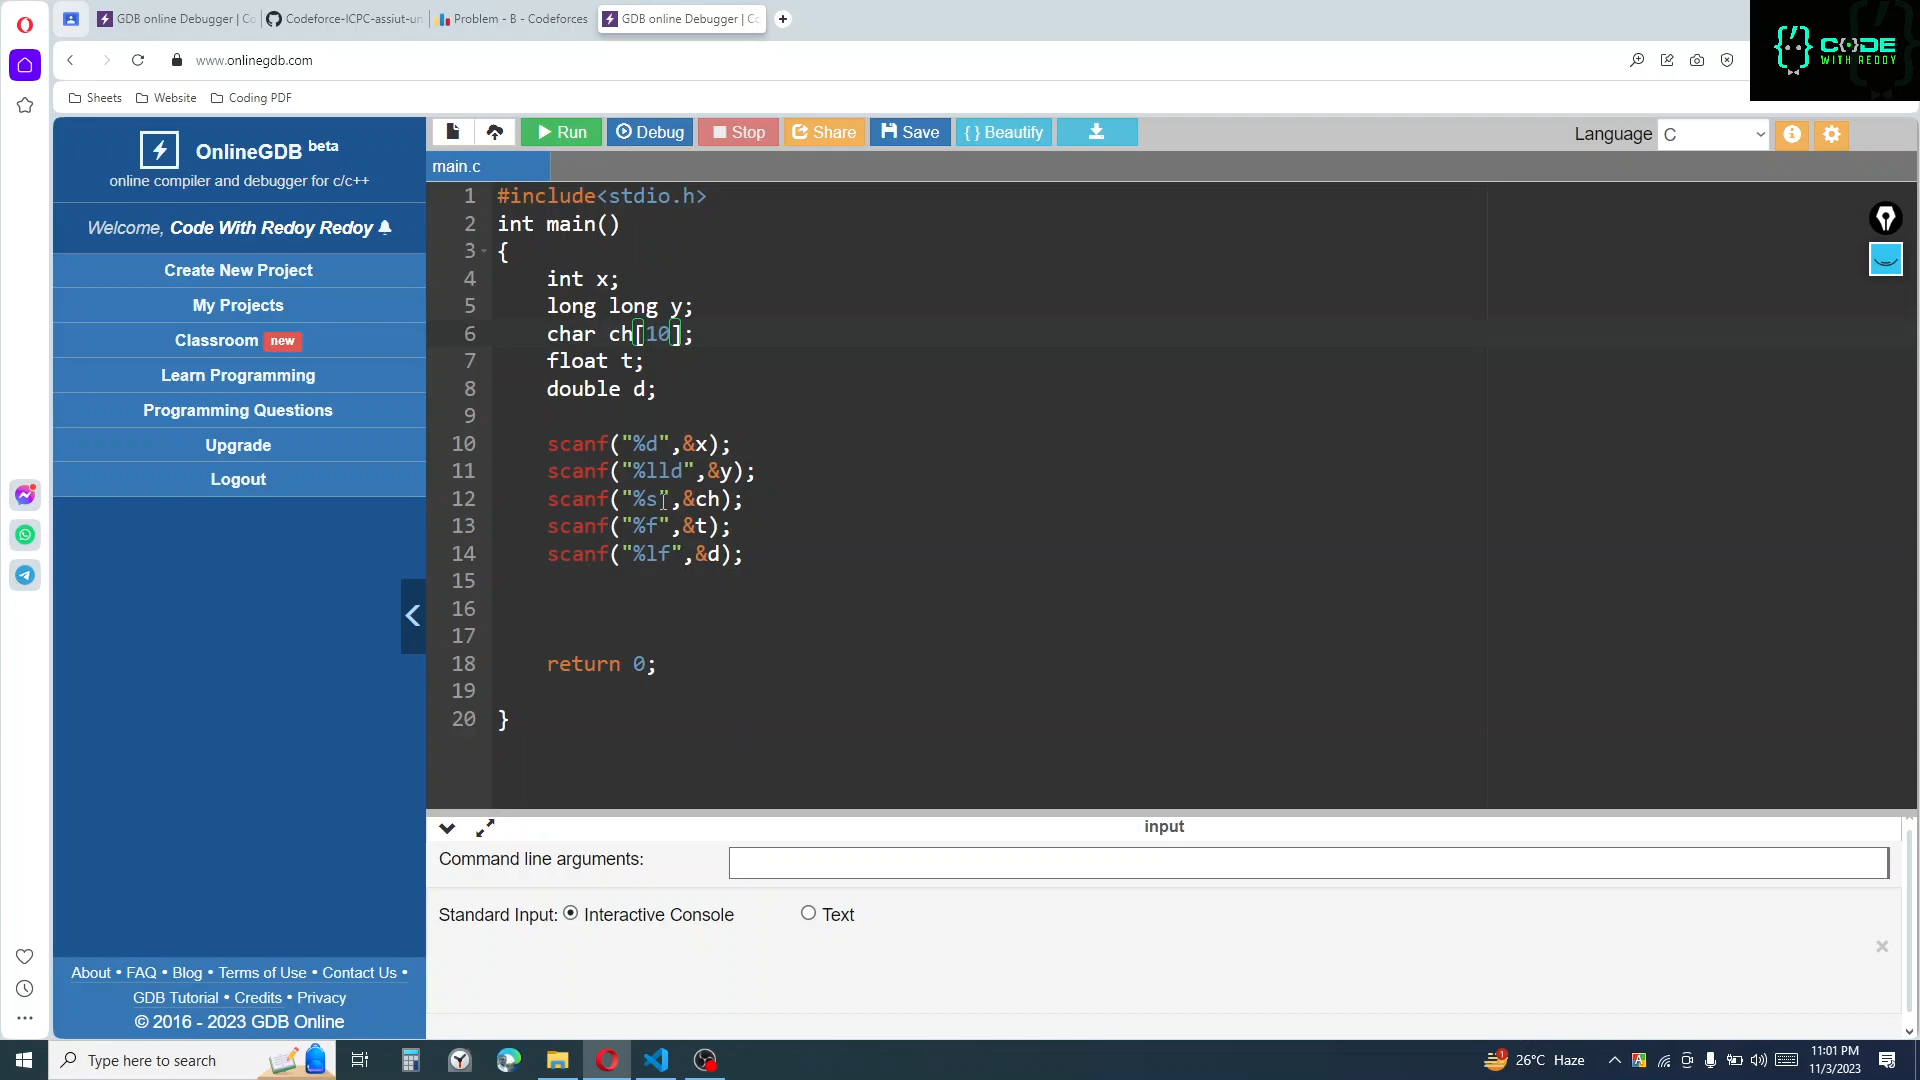 GDB online Debugger | Co
Codeforce-ICPC-assiut-un
Problem - B - Codeforces
GDB online Debugger | Co
www.onlinegdb.com
Sheets
Website
Coding PDF
CODE
WITH REDOY
OnlineGDB beta
online compiler and debugger for c/c++
Welcome, Code With Redoy Redoy
Create New Project
My Projects
Classroom new
Learn Programming
Programming Questions
Upgrade
Logout
About • FAQ • Blog • Terms of Use • Contact Us •
GDB Tutorial • Credits • Privacy
© 2016 - 2023 GDB Online
Run
Debug
Stop
Share
Save
{ } Beautify
Language C
main.c
1 #include<stdio.h>
2 int main()
3 {
4 int x;
5 long long y;
6 char ch[10];
7 float t;
8 double d;
9
10 scanf("%d",&x);
11 scanf("%lld",&y);
12 scanf("%s",&ch);
13 scanf("%f",&t);
14 scanf("%lf",&d);
15
16
17
18 return 0;
19
20 }
input
Command line arguments:
Standard Input: Interactive Console Text
Type here to search
1
26°C Haze
A
11:01 PM
11/3/2023